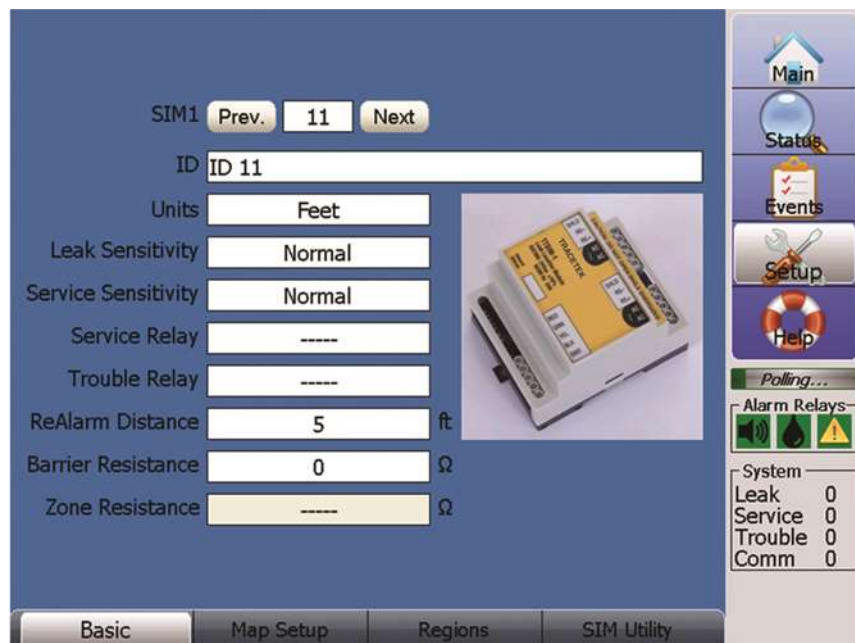 SIM1 Prev. 11 Next
ID ID 11
Units Feet
Leak Sensitivity Normal
Service Sensitivity Normal
Service Relay -----
Trouble Relay -----
ReAlarm Distance 5 ft
Barrier Resistance 0 Ω
Zone Resistance ----- Ω
TRACETEK
Basic
Map Setup
Regions
SIM Utility
Main
Status
Events
Setup
Help
Polling...
Alarm Relays
System
Leak 0
Service 0
Trouble 0
Comm 0